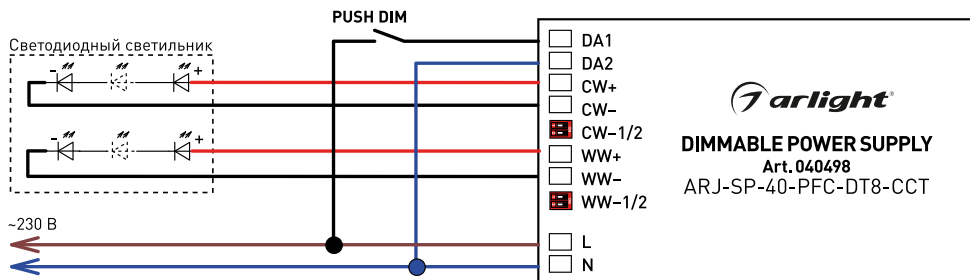 PUSH DIM
Светодиодный светильник
- +
- +
~230 В
DA1
DA2
CW+
CW–
CW–1/2
WW+
WW–
WW–1/2
L
N
arlight®
DIMMABLE POWER SUPPLY
Art. 040498
ARJ-SP-40-PFC-DT8-CCT